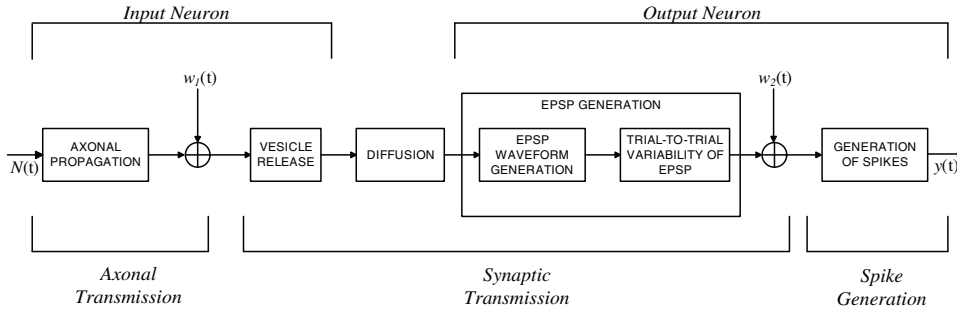 Input Neuron
Output Neuron
w1(t)
w2(t)
EPSP GENERATION
AXONAL
PROPAGATION
VESICLE
RELEASE
DIFFUSION
EPSP
WAVEFORM
GENERATION
TRIAL-TO-TRIAL
VARIABILITY OF
EPSP
GENERATION
OF SPIKES
N(t)
y(t)
Axonal
Transmission
Synaptic
Transmission
Spike
Generation